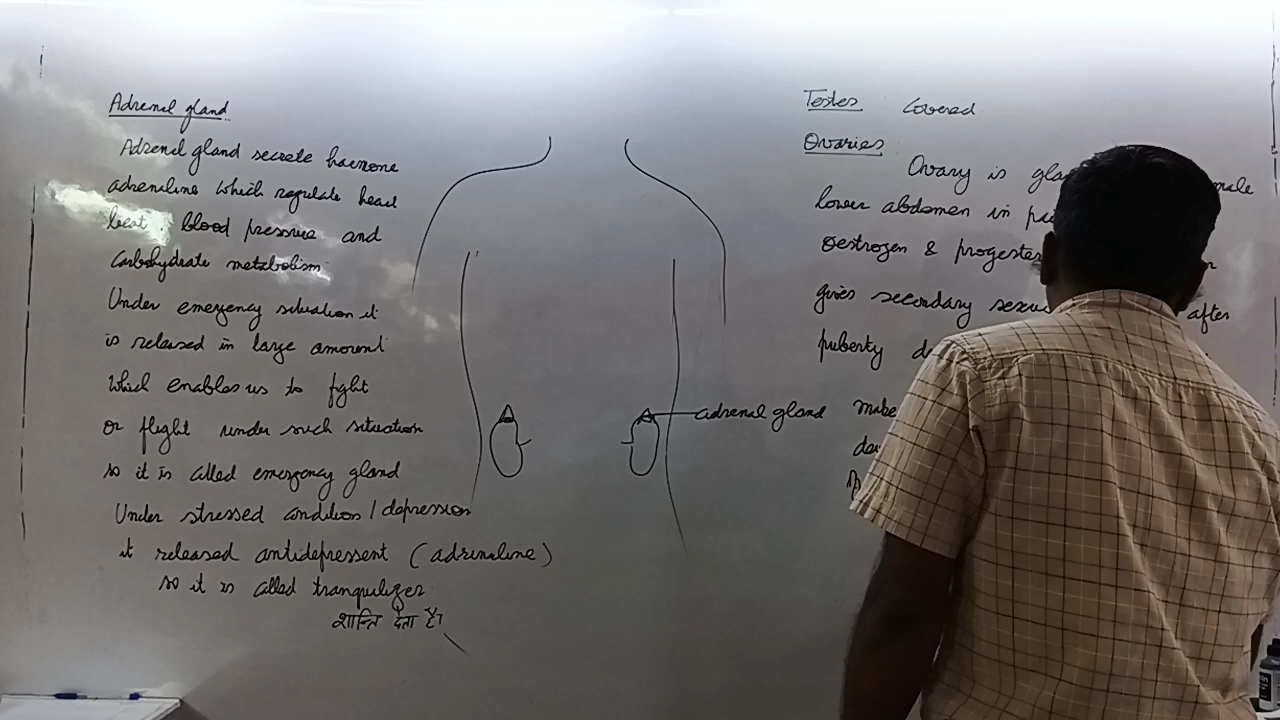 Adrenal gland
Adrenal gland secrete haemone
adrenaline which regulate heart
beat blood pressure and
Carbohydrate metabolism
Under emergency situation it
is released in large amount
Which enables us to fight
or flight under such situation
so it is called emergency gland
Under stressed condition / depression
it released antidepressent (adrenaline)
so it is called tranquilizer
शान्ति देता है।
adrenal gland
Testes Covered
Ovaries
Ovary is male
lower abdomen in
Oestrogen &
gives secondary after
puberty
make